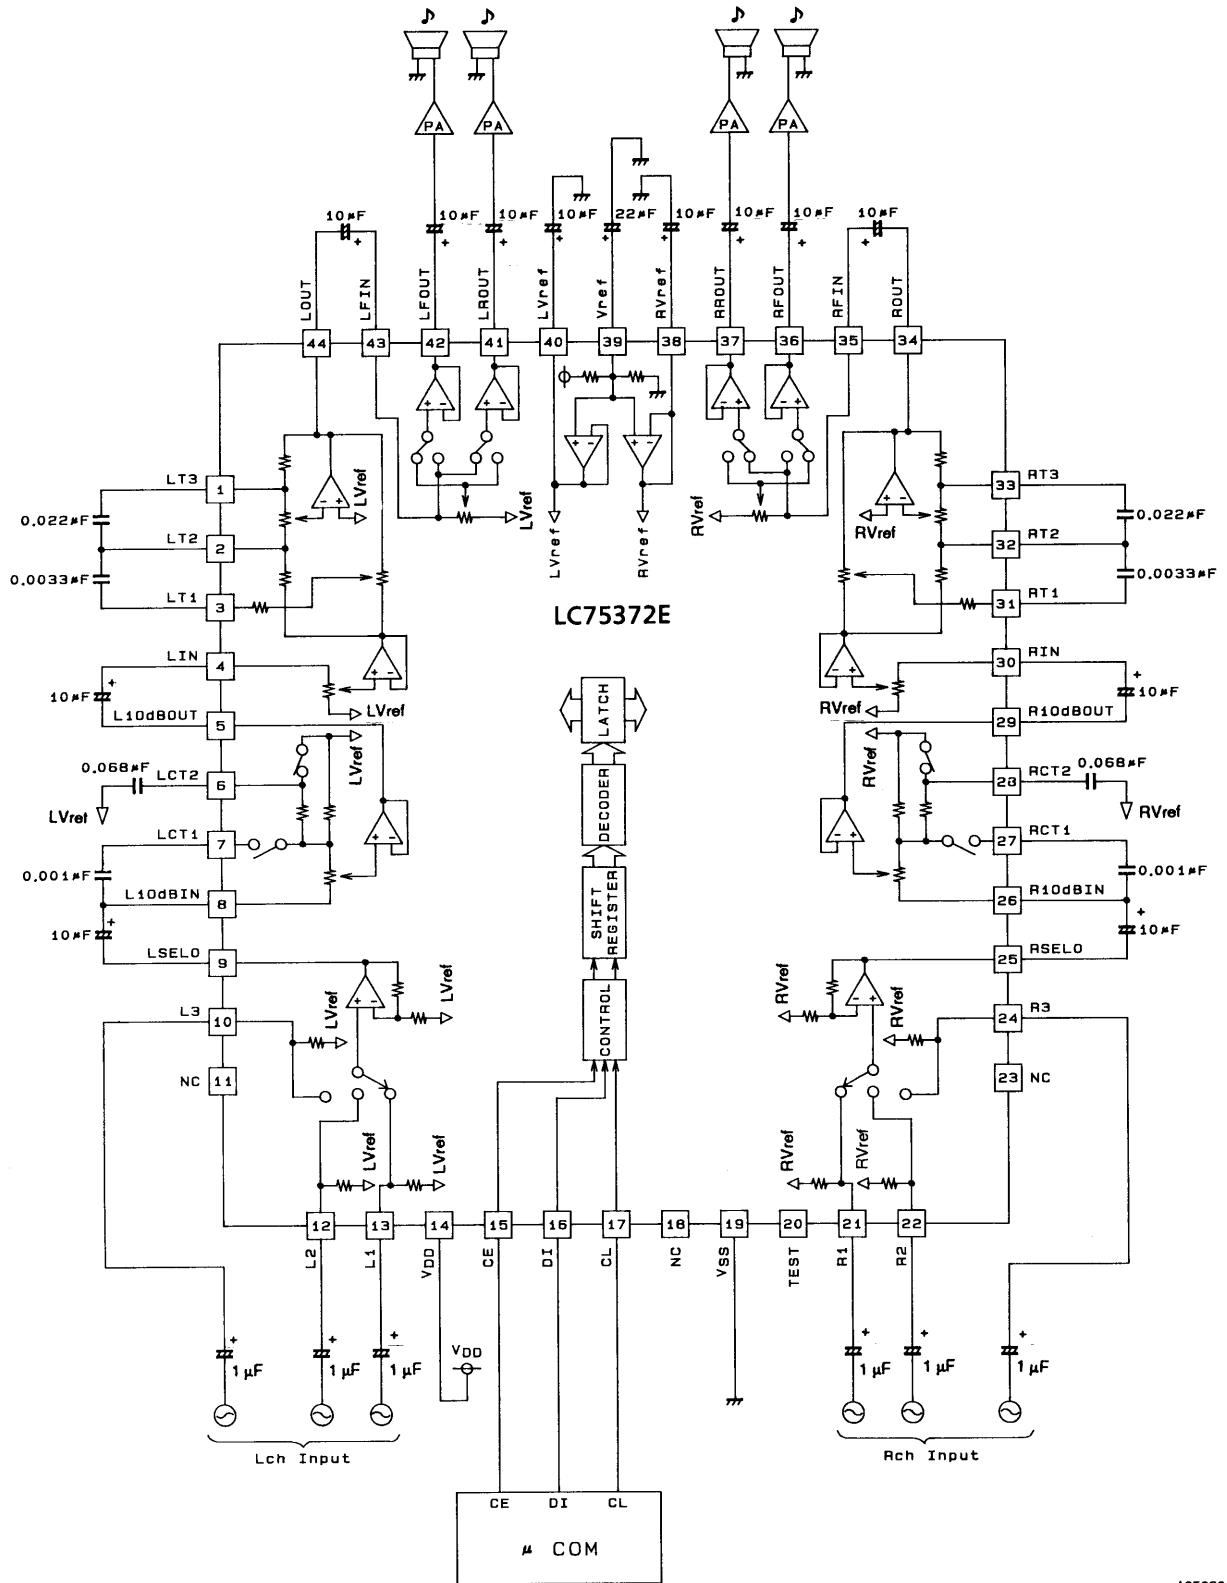 PA PA PA PA
10μF 10μF 10μF 10μF 22μF 10μF 10μF 10μF 10μF
+ + + + + + + + +
LOUT LFIN LFOUT LROUT LVref Vref RVref RROUT RFOUT RFIN ROUT
44 43 42 41 40 39 38 37 36 35 34
+ - + - - + - +
+ - - +
LT3 1 - + LVref LVref LVref RVref RVref RVref - + 33 RT3
0.022μF 0.022μF
LT2 2 32 RT2
0.0033μF 0.0033μF
LT1 3 31 RT1
LC75372E
LIN 4 + - - + 30 RIN
+ 10μF LVref RVref + 10μF
L10dBOUT 5 29 R10dBOUT
LATCH
0.068μF LCT2 6 LVref RVref 28 RCT2 0.068μF
LVref RVref
DECODER
LCT1 7 + - - + 27 RCT1
0.001μF 0.001μF
L10dBIN 8 26 R10dBIN
+ 10μF + 10μF
SHIFT REGISTER
LSELO 9 + - LVref RVref - + 25 RSELO
L3 10 LVref RVref 24 R3
CONTROL
NC 11 23 NC
LVref LVref RVref RVref
12 13 14 15 16 17 18 19 20 21 22
L2 L1 VDD CE DI CL NC VSS TEST R1 R2
+ + + + + +
1 μF 1 μF 1 μF VDD 1 μF 1 μF 1 μF
Lch Input Rch Input
CE DI CL
μ COM